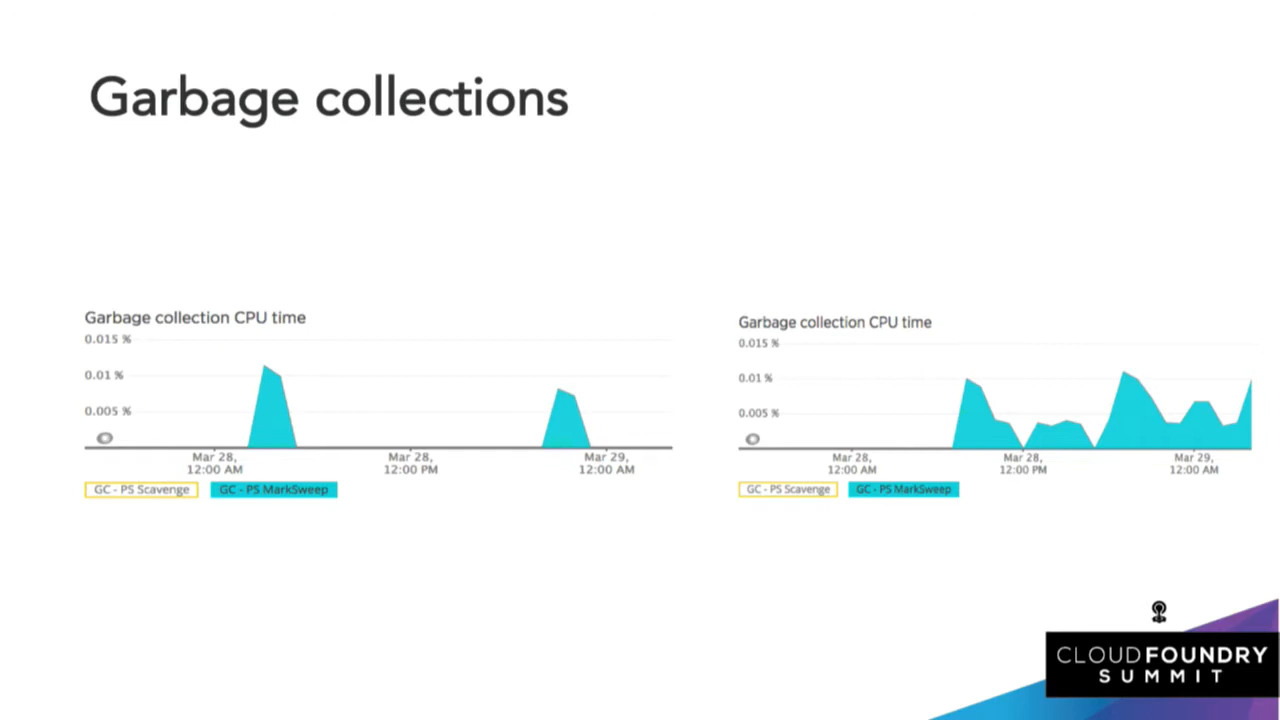 Garbage collections
Garbage collection CPU time
0.015 %
0.01 %
0.005 %
Mar 28,
12:00 AM
Mar 28,
12:00 PM
Mar 29,
12:00 AM
GC - PS Scavenge
GC - PS MarkSweep
Garbage collection CPU time
0.015 %
0.01 %
0.005 %
Mar 28,
12:00 AM
Mar 28,
12:00 PM
Mar 29,
12:00 AM
GC - PS Scavenge
GC - PS MarkSweep
CLOUDFOUNDRY
SUMMIT